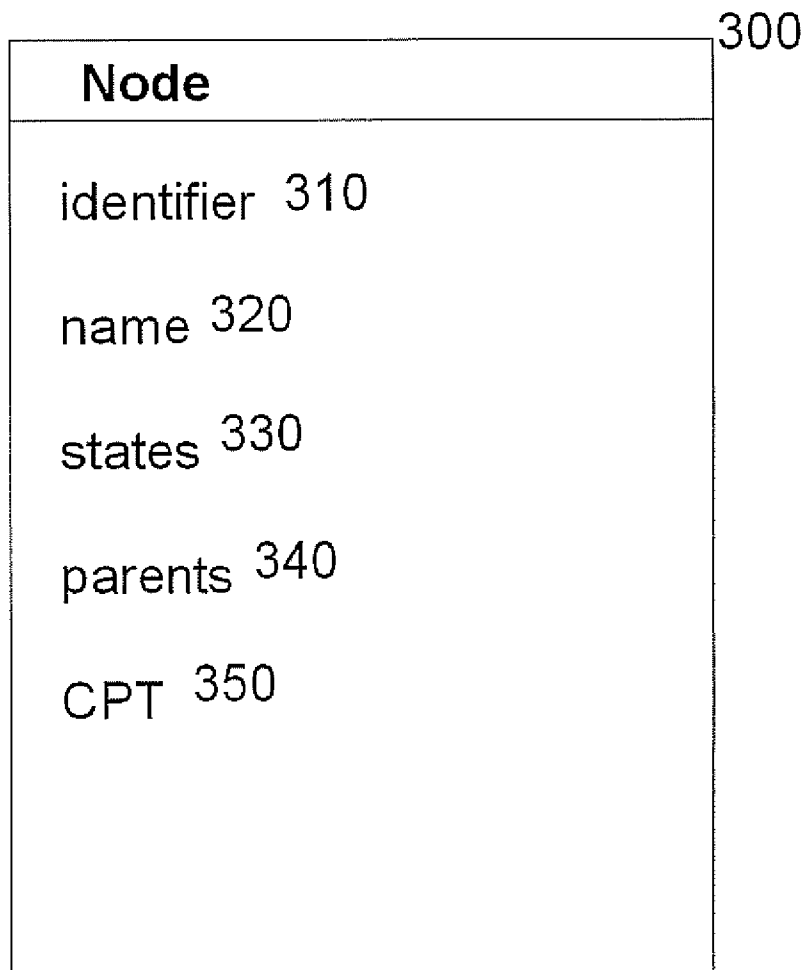 300
Node
identifier 310
name 320
states 330
parents 340
CPT 350